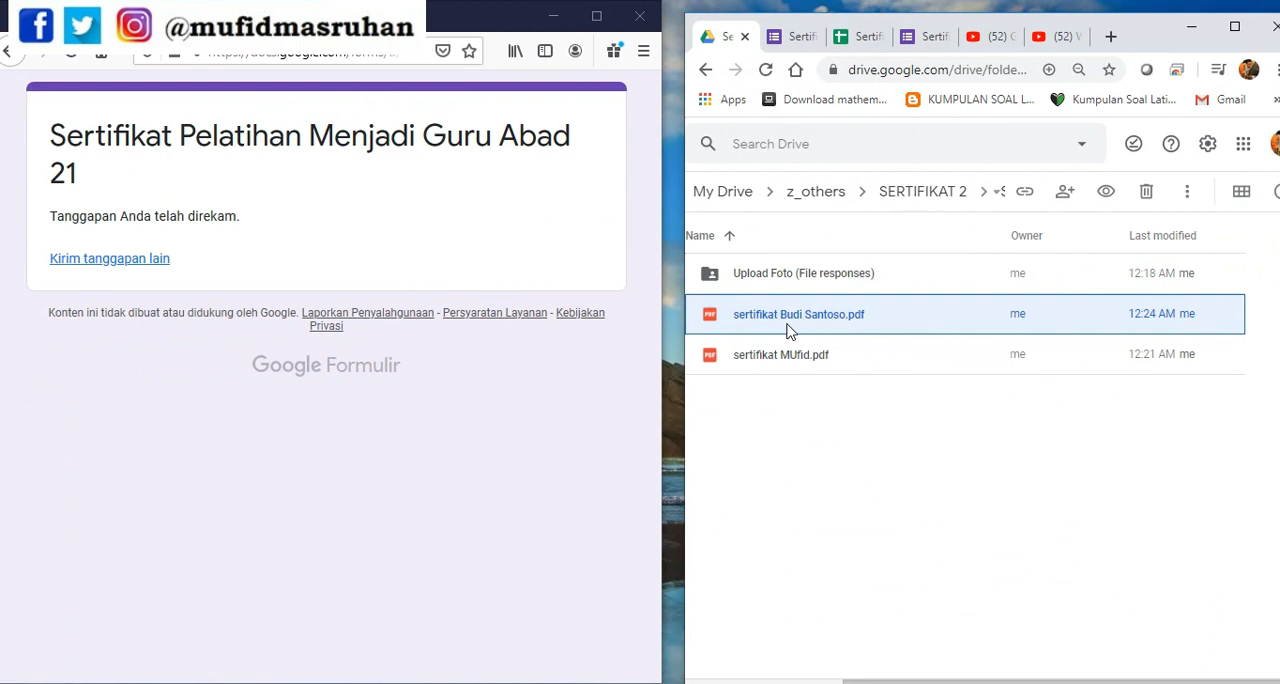 @mufidmasruhan
Sertifikat Pelatihan Menjadi Guru Abad
21
Tanggapan Anda telah direkam.
Kirim tanggapan lain
Konten ini tidak dibuat atau didukung oleh Google. Laporkan Penyalahgunaan - Persyaratan Layanan - Kebijakan
Privasi
Google Formulir
Se
Sertifi
Sertif
Sertifi
(52)
(52)
drive.google.com/drive/folde...
Apps
Download mathem...
KUMPULAN SOAL L...
Kumpulan Soal Lati...
Gmail
Search Drive
My Drive > z_others > SERTIFIKAT 2 >
Name Owner Last modified
Upload Foto (File responses) me 12:18 AM me
PDF sertifikat Budi Santoso.pdf me 12:24 AM me
PDF sertifikat MUfid.pdf me 12:21 AM me